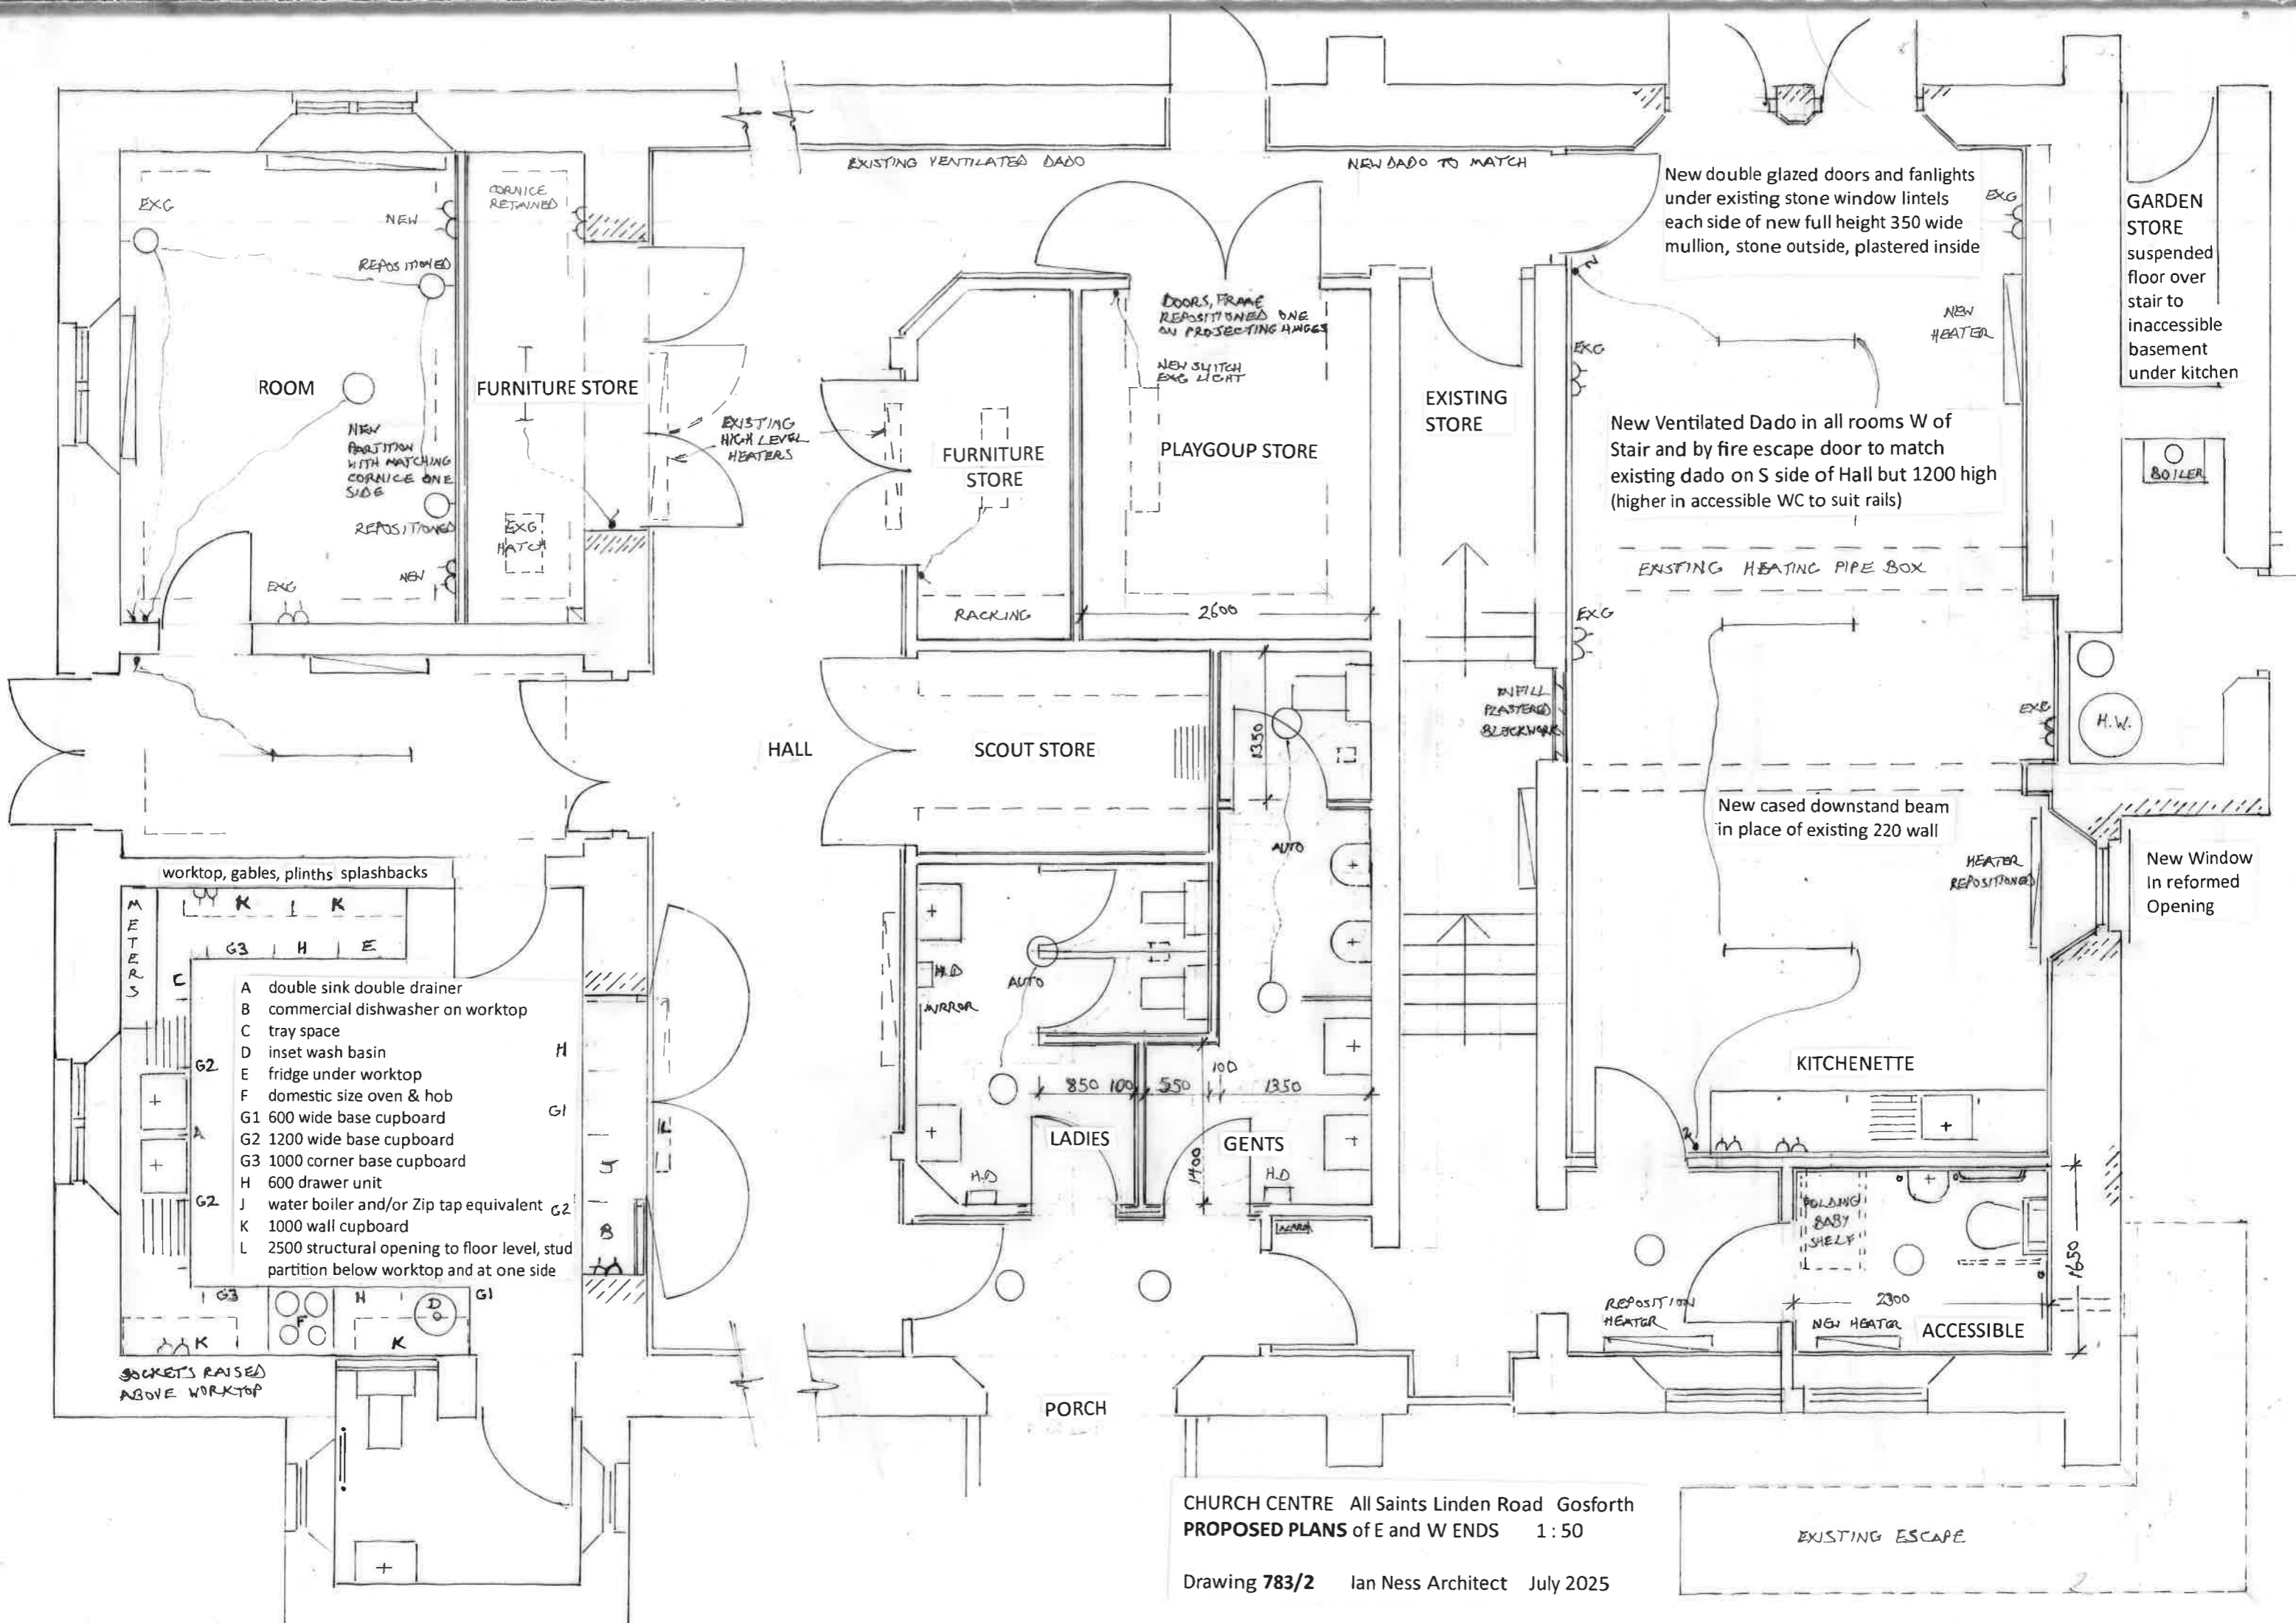 EXISTING VENTILATED DADO
NEW DADO TO MATCH
New double glazed doors and fanlights
under existing stone window lintels
each side of new full height 350 wide
mullion, stone outside, plastered inside
EXG
GARDEN
STORE
suspended
floor over
stair to
inaccessible
basement
under kitchen
EXG
NEW
REPOSITIONED
CORNICE
RETAINED
DOORS, FRAME
REPOSITIONED ONE
ON PROJECTING HINGES
NEW SWITCH
EXG LIGHT
NEW
HEATER
EXG
ROOM
FURNITURE STORE
NEW
PARTITION
WITH MATCHING
CORNICE ONE
SIDE
REPOSITIONED
EXG
HATCH
NEW
EXG
EXISTING
HIGH LEVEL
HEATERS
FURNITURE
STORE
PLAYGOUP STORE
EXISTING
STORE
New Ventilated Dado in all rooms W of
Stair and by fire escape door to match
existing dado on S side of Hall but 1200 high
(higher in accessible WC to suit rails)
BOILER
EXISTING HEATING PIPE BOX
RACKING
2600
EXG
INFILL
PLASTERED
BLOCKWORK
EXG
H.W.
HALL
SCOUT STORE
1350
AUTO
New cased downstand beam
in place of existing 220 wall
HEATER
REPOSITIONED
New Window
In reformed
Opening
worktop, gables, plinths splashbacks
METERS
K
K
G3
H
E
C
A double sink double drainer
B commercial dishwasher on worktop
C tray space
D inset wash basin
E fridge under worktop
F domestic size oven & hob
G1 600 wide base cupboard
G2 1200 wide base cupboard
G3 1000 corner base cupboard
H 600 drawer unit
J water boiler and/or Zip tap equivalent
K 1000 wall cupboard
L 2500 structural opening to floor level, stud
partition below worktop and at one side
G2
A
G2
H
G1
J
G2
B
L
G3
F
H
D
G1
K
K
SOCKETS RAISED
ABOVE WORKTOP
H.D
MIRROR
AUTO
850
100
550
100
1350
1400
LADIES
GENTS
H.D
H.D
KITCHENETTE
FOLDING
BABY
SHELF
1650
2300
REPOSITION
HEATER
NEW HEATER
ACCESSIBLE
PORCH
CHURCH CENTRE All Saints Linden Road Gosforth
PROPOSED PLANS of E and W ENDS 1 : 50
Drawing 783/2 Ian Ness Architect July 2025
EXISTING ESCAPE